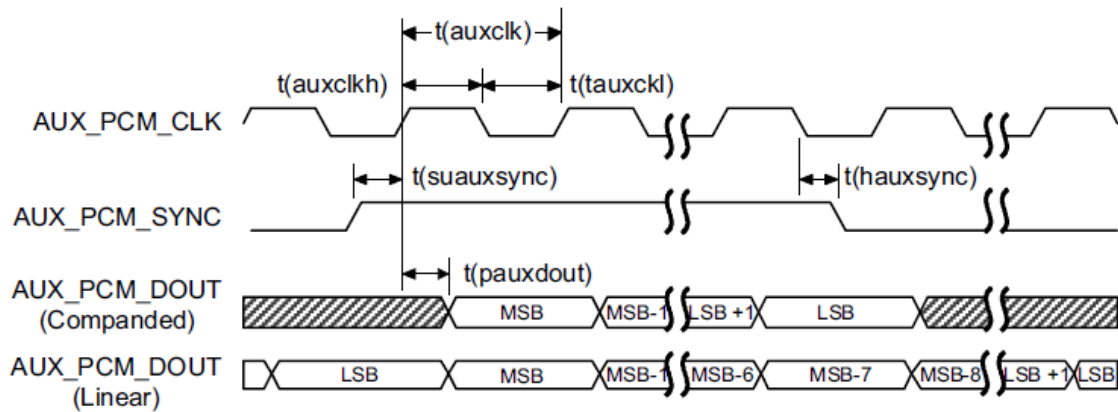 t(auxclk)
t(auxclkh) t(tauxckl)
AUX_PCM_CLK
t(suauxsync) t(hauxsync)
AUX_PCM_SYNC
t(pauxdout)
AUX_PCM_DOUT
(Companded)
MSB MSB-1 LSB +1 LSB
AUX_PCM_DOUT
(Linear)
LSB MSB MSB-1 MSB-6 MSB-7 MSB-8 LSB +1 LSB